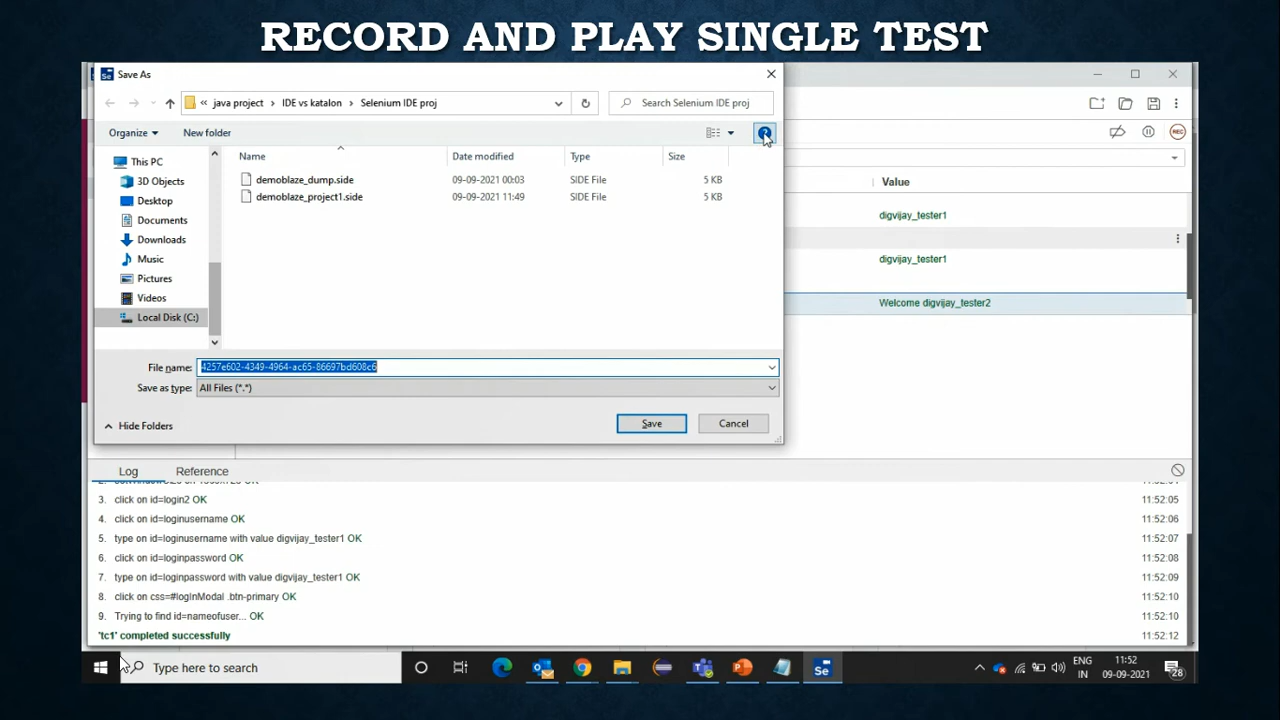 RECORD AND PLAY SINGLE TEST
Save As
« java project > IDE vs katalon > Selenium IDE proj
Search Selenium IDE proj
Organize
New folder
REC
This PC
3D Objects
Desktop
Documents
Downloads
Music
Pictures
Videos
Local Disk (C:)
Name Date modified Type Size
demoblaze_dump.side 09-09-2021 00:03 SIDE File 5 KB
demoblaze_project1.side 09-09-2021 11:49 SIDE File 5 KB
Value
digvijay_tester1
digvijay_tester1
Welcome digvijay_tester2
File name: 4257e602-4349-4964-ac65-86697bd608c6
Save as type: All Files (*.*)
Hide Folders
Save
Cancel
Log Reference
3. click on id=login2 OK 11:52:05
4. click on id=loginusername OK 11:52:06
5. type on id=loginusername with value digvijay_tester1 OK 11:52:07
6. click on id=loginpassword OK 11:52:08
7. type on id=loginpassword with value digvijay_tester1 OK 11:52:09
8. click on css=#logInModal .btn-primary OK 11:52:10
9. Trying to find id=nameofuser... OK 11:52:10
'tc1' completed successfully 11:52:12
Type here to search
Se
ENG
IN
11:52
09-09-2021
28